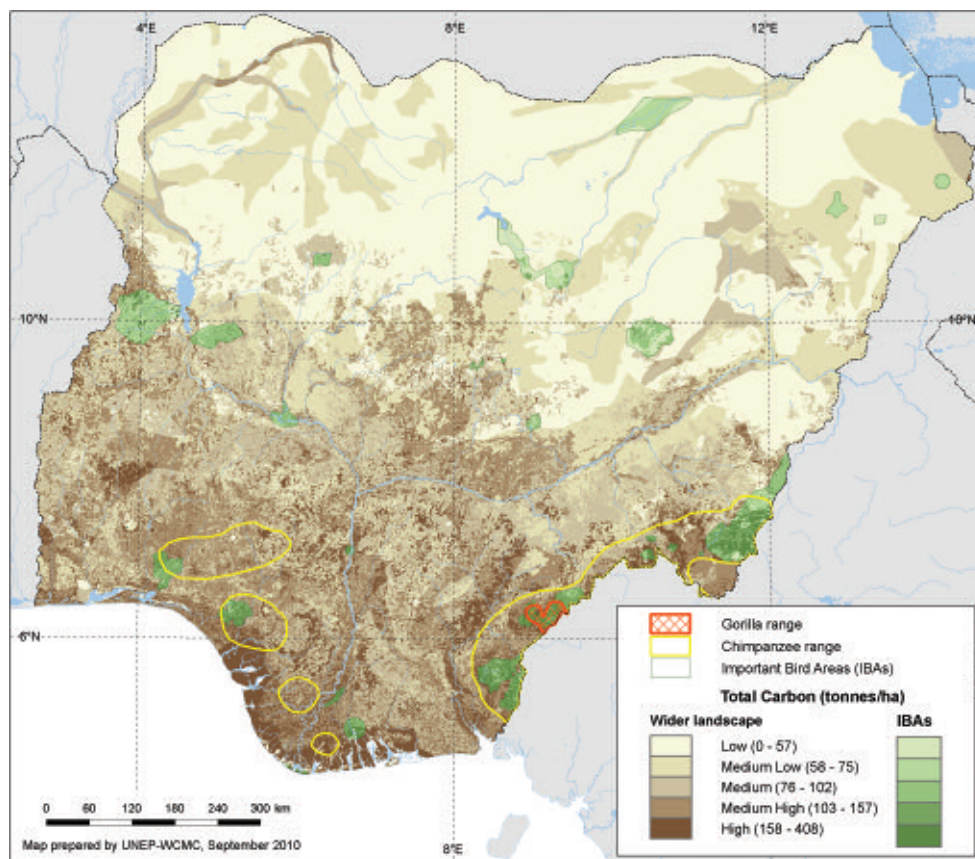 4°E 8°E 12°E
10°N 10°N
6°N
Gorilla range
Chimpanzee range
Important Bird Areas (IBAs)
Total Carbon (tonnes/ha)
Wider landscape IBAs
Low (0 - 57)
Medium Low (58 - 75)
Medium (76 - 102)
Medium High (103 - 157)
High (158 - 408)
0 60 120 180 240 300 km
Map prepared by UNEP-WCMC, September 2010
8°E